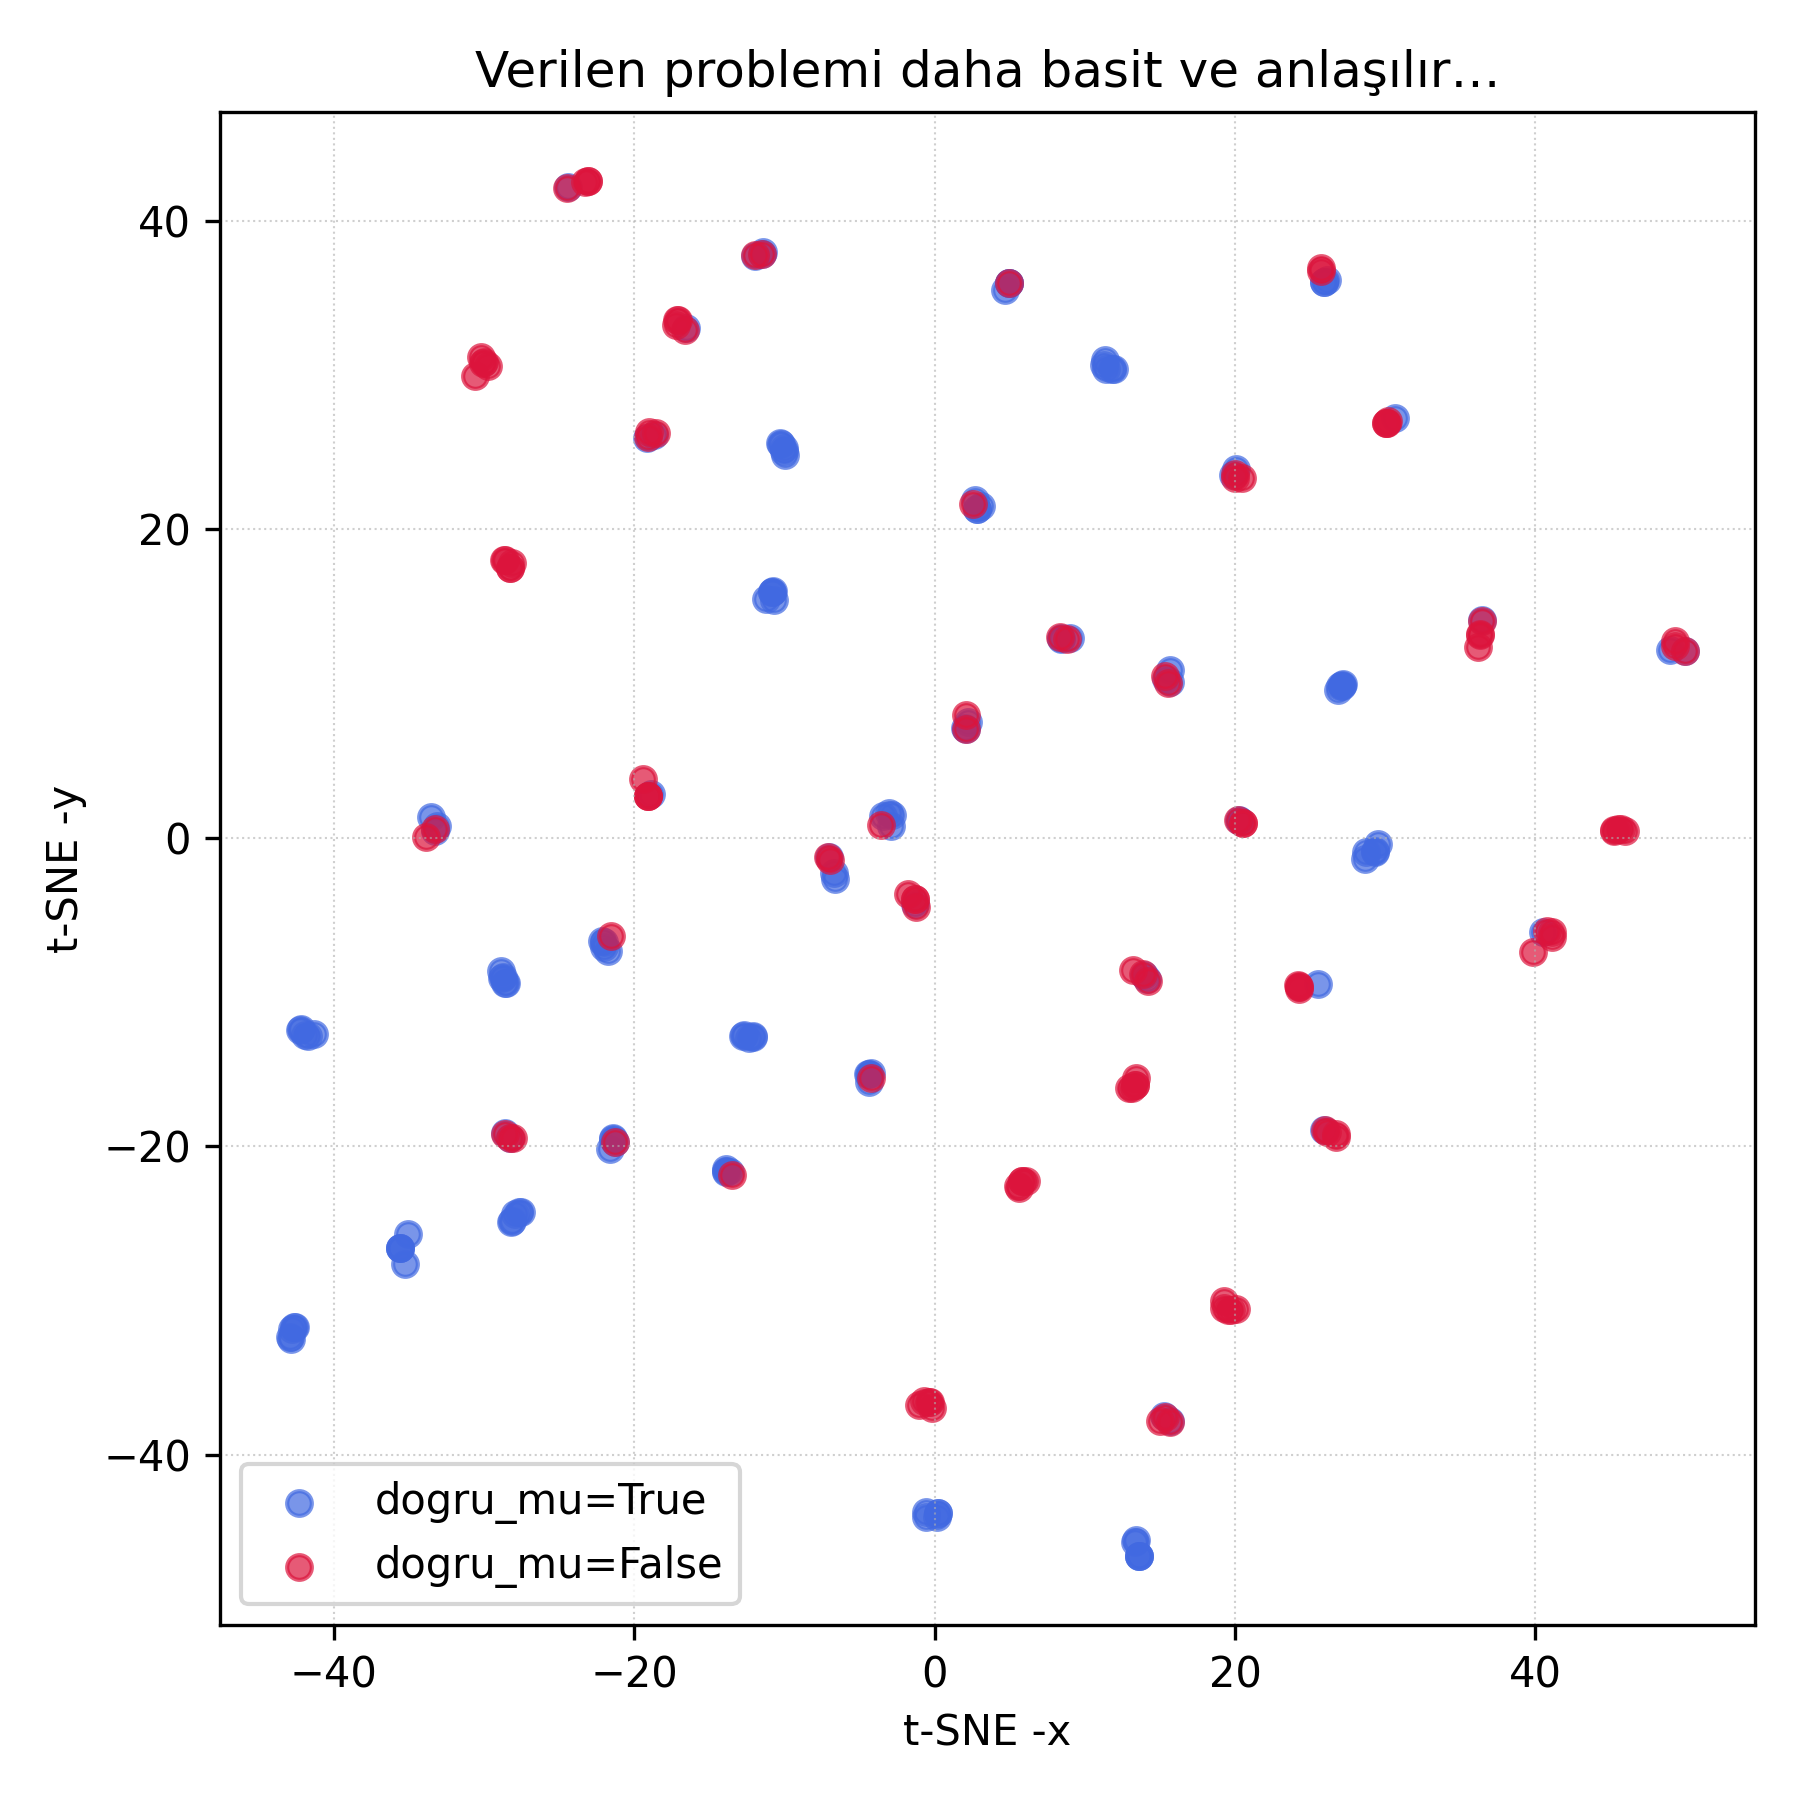 Verilen problemi daha basit ve anlaşılır...
40
20
0
−20
−40
t-SNE -y
dogru_mu=True
dogru_mu=False
−40
−20
0
20
40
t-SNE -x